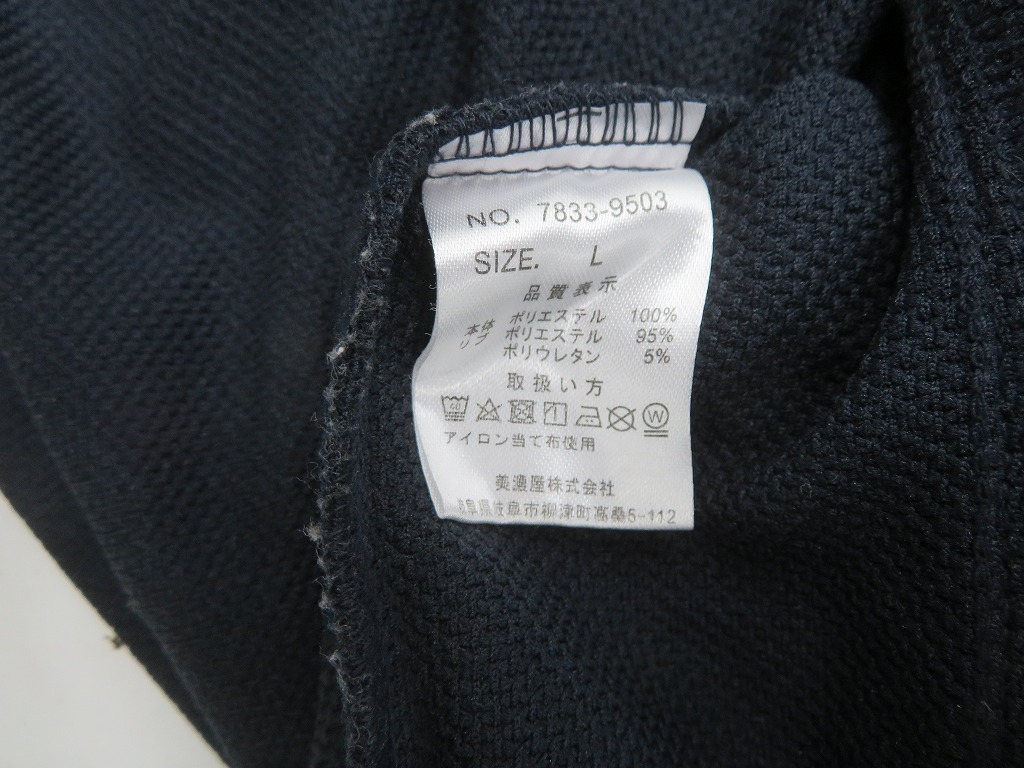 NO. 7833-9503
SIZE. L
品質表示
本体 ポリエステル 100%
リブ ポリエステル 95%
ポリウレタン 5%
取扱い方
40 1 W
アイロン当て布使用
美濃屋株式会社
岐阜県岐阜市柳津町高桑5-112